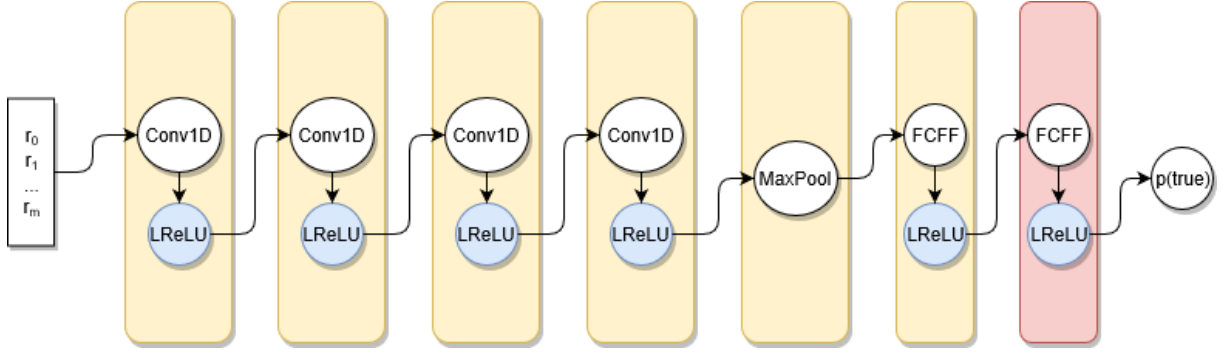 r₀
r₁
...
rₘ
Conv1D
LReLU
Conv1D
LReLU
Conv1D
LReLU
Conv1D
LReLU
MaxPool
FCFF
LReLU
FCFF
LReLU
p(true)